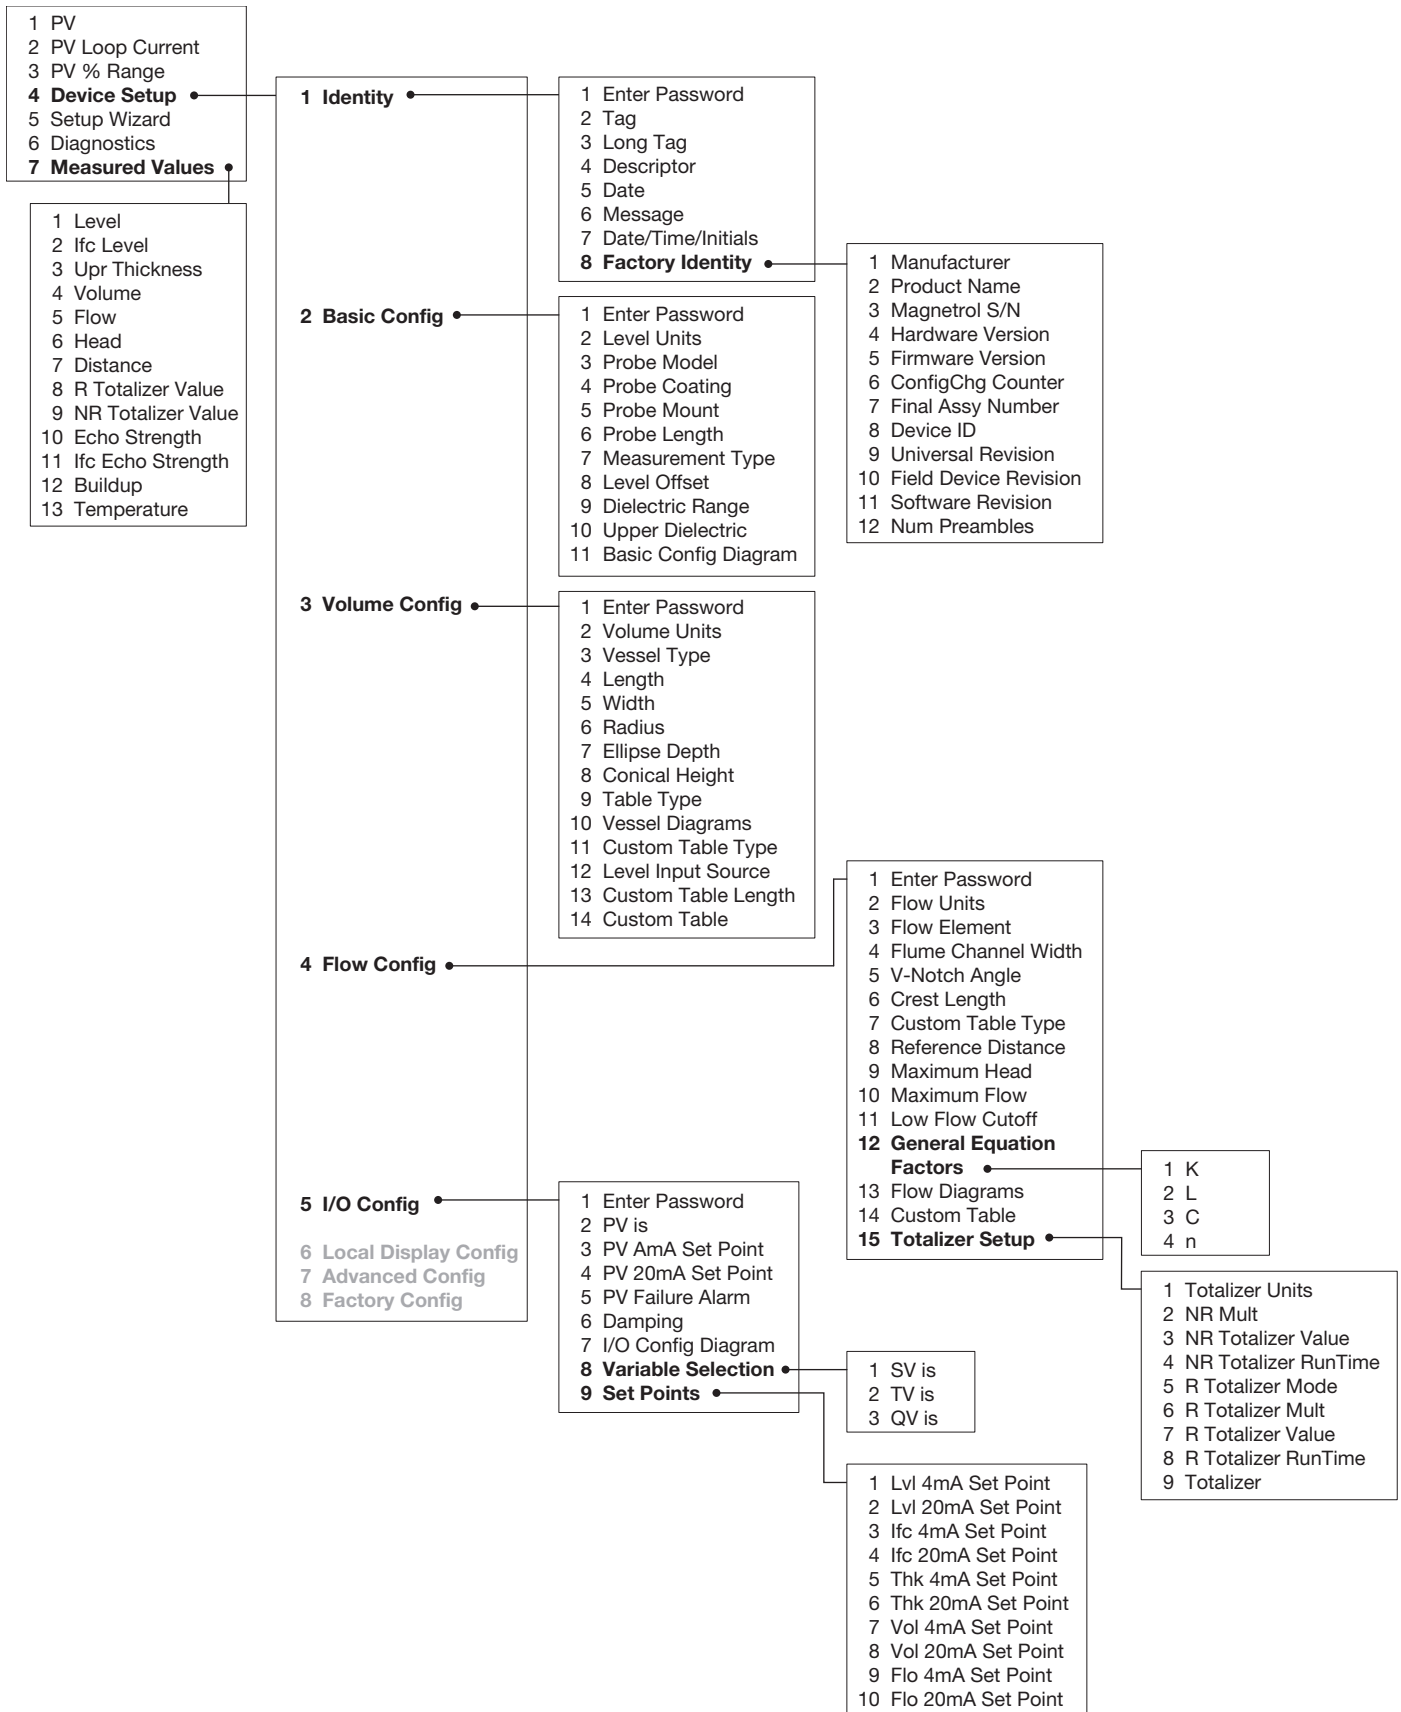 1 PV
2 PV Loop Current
3 PV % Range
4 Device Setup
5 Setup Wizard
6 Diagnostics
7 Measured Values
1 Level
2 Ifc Level
3 Upr Thickness
4 Volume
5 Flow
6 Head
7 Distance
8 R Totalizer Value
9 NR Totalizer Value
10 Echo Strength
11 Ifc Echo Strength
12 Buildup
13 Temperature
1 Identity
2 Basic Config
3 Volume Config
4 Flow Config
5 I/O Config
6 Local Display Config
7 Advanced Config
8 Factory Config
1 Enter Password
2 Tag
3 Long Tag
4 Descriptor
5 Date
6 Message
7 Date/Time/Initials
8 Factory Identity
1 Manufacturer
2 Product Name
3 Magnetrol S/N
4 Hardware Version
5 Firmware Version
6 ConfigChg Counter
7 Final Assy Number
8 Device ID
9 Universal Revision
10 Field Device Revision
11 Software Revision
12 Num Preambles
1 Enter Password
2 Level Units
3 Probe Model
4 Probe Coating
5 Probe Mount
6 Probe Length
7 Measurement Type
8 Level Offset
9 Dielectric Range
10 Upper Dielectric
11 Basic Config Diagram
1 Enter Password
2 Volume Units
3 Vessel Type
4 Length
5 Width
6 Radius
7 Ellipse Depth
8 Conical Height
9 Table Type
10 Vessel Diagrams
11 Custom Table Type
12 Level Input Source
13 Custom Table Length
14 Custom Table
1 Enter Password
2 Flow Units
3 Flow Element
4 Flume Channel Width
5 V-Notch Angle
6 Crest Length
7 Custom Table Type
8 Reference Distance
9 Maximum Head
10 Maximum Flow
11 Low Flow Cutoff
12 General Equation
Factors
13 Flow Diagrams
14 Custom Table
15 Totalizer Setup
1 K
2 L
3 C
4 n
1 Totalizer Units
2 NR Mult
3 NR Totalizer Value
4 NR Totalizer RunTime
5 R Totalizer Mode
6 R Totalizer Mult
7 R Totalizer Value
8 R Totalizer RunTime
9 Totalizer
1 Enter Password
2 PV is
3 PV AmA Set Point
4 PV 20mA Set Point
5 PV Failure Alarm
6 Damping
7 I/O Config Diagram
8 Variable Selection
9 Set Points
1 SV is
2 TV is
3 QV is
1 Lvl 4mA Set Point
2 Lvl 20mA Set Point
3 Ifc 4mA Set Point
4 Ifc 20mA Set Point
5 Thk 4mA Set Point
6 Thk 20mA Set Point
7 Vol 4mA Set Point
8 Vol 20mA Set Point
9 Flo 4mA Set Point
10 Flo 20mA Set Point